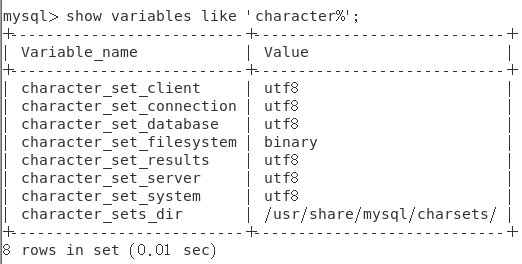 mysql> show variables like 'character%';
+--------------------------+----------------------------+
| Variable_name            | Value                      |
+--------------------------+----------------------------+
| character_set_client     | utf8                       |
| character_set_connection | utf8                       |
| character_set_database   | utf8                       |
| character_set_filesystem | binary                     |
| character_set_results    | utf8                       |
| character_set_server     | utf8                       |
| character_set_system     | utf8                       |
| character_sets_dir       | /usr/share/mysql/charsets/ |
+--------------------------+----------------------------+
8 rows in set (0.01 sec)